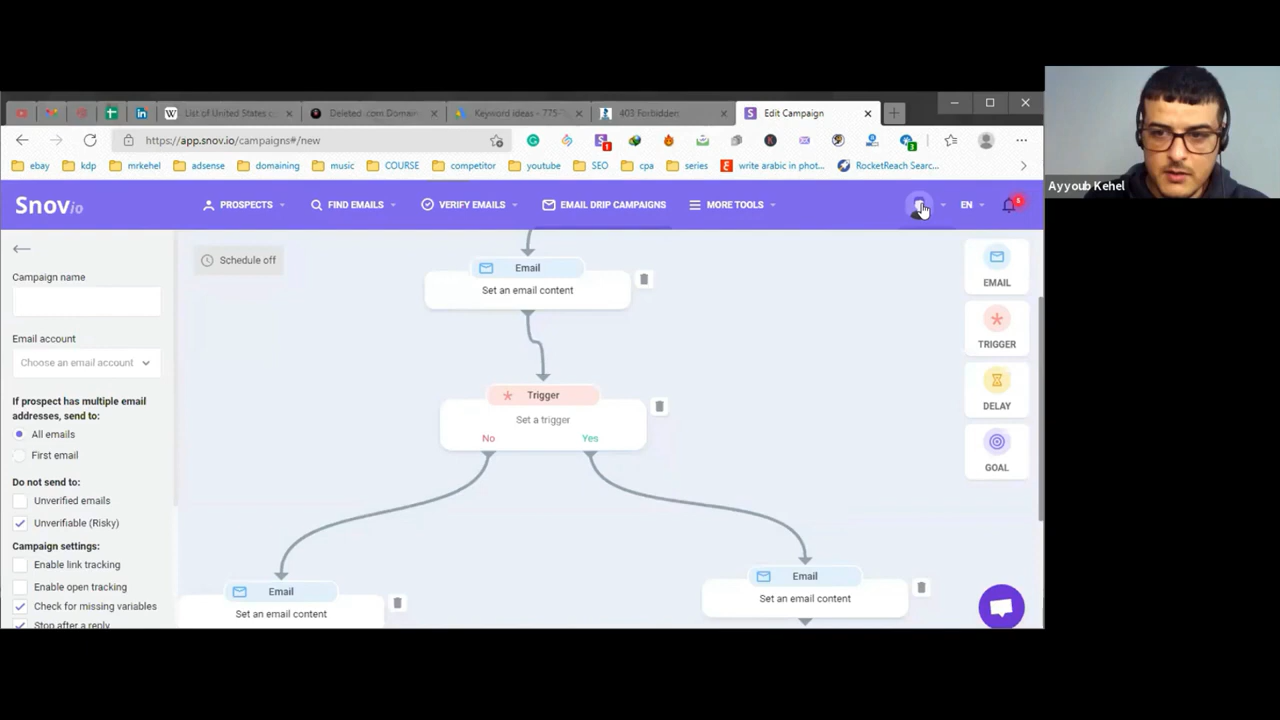 List of United States c
Deleted .com Domain
Keyword ideas - 775-
403 Forbidden
Edit Campaign
https://app.snov.io/campaigns#/new
1
3
ebay
kdp
mrkehel
adsense
domaining
music
COURSE
competitor
youtube
SEO
cpa
series
write arabic in phot...
RocketReach Searc...
Ayyoub Kehel
Snovio
PROSPECTS
FIND EMAILS
VERIFY EMAILS
EMAIL DRIP CAMPAIGNS
MORE TOOLS
EN
Schedule off
Campaign name
Email account
Choose an email account
If prospect has multiple email
addresses, send to:
All emails
First email
Do not send to:
Unverified emails
Unverifiable (Risky)
Campaign settings:
Enable link tracking
Enable open tracking
Check for missing variables
Stop after a reply
Email
Set an email content
Trigger
Set a trigger
No
Yes
Email
Set an email content
Email
Set an email content
EMAIL
TRIGGER
DELAY
GOAL